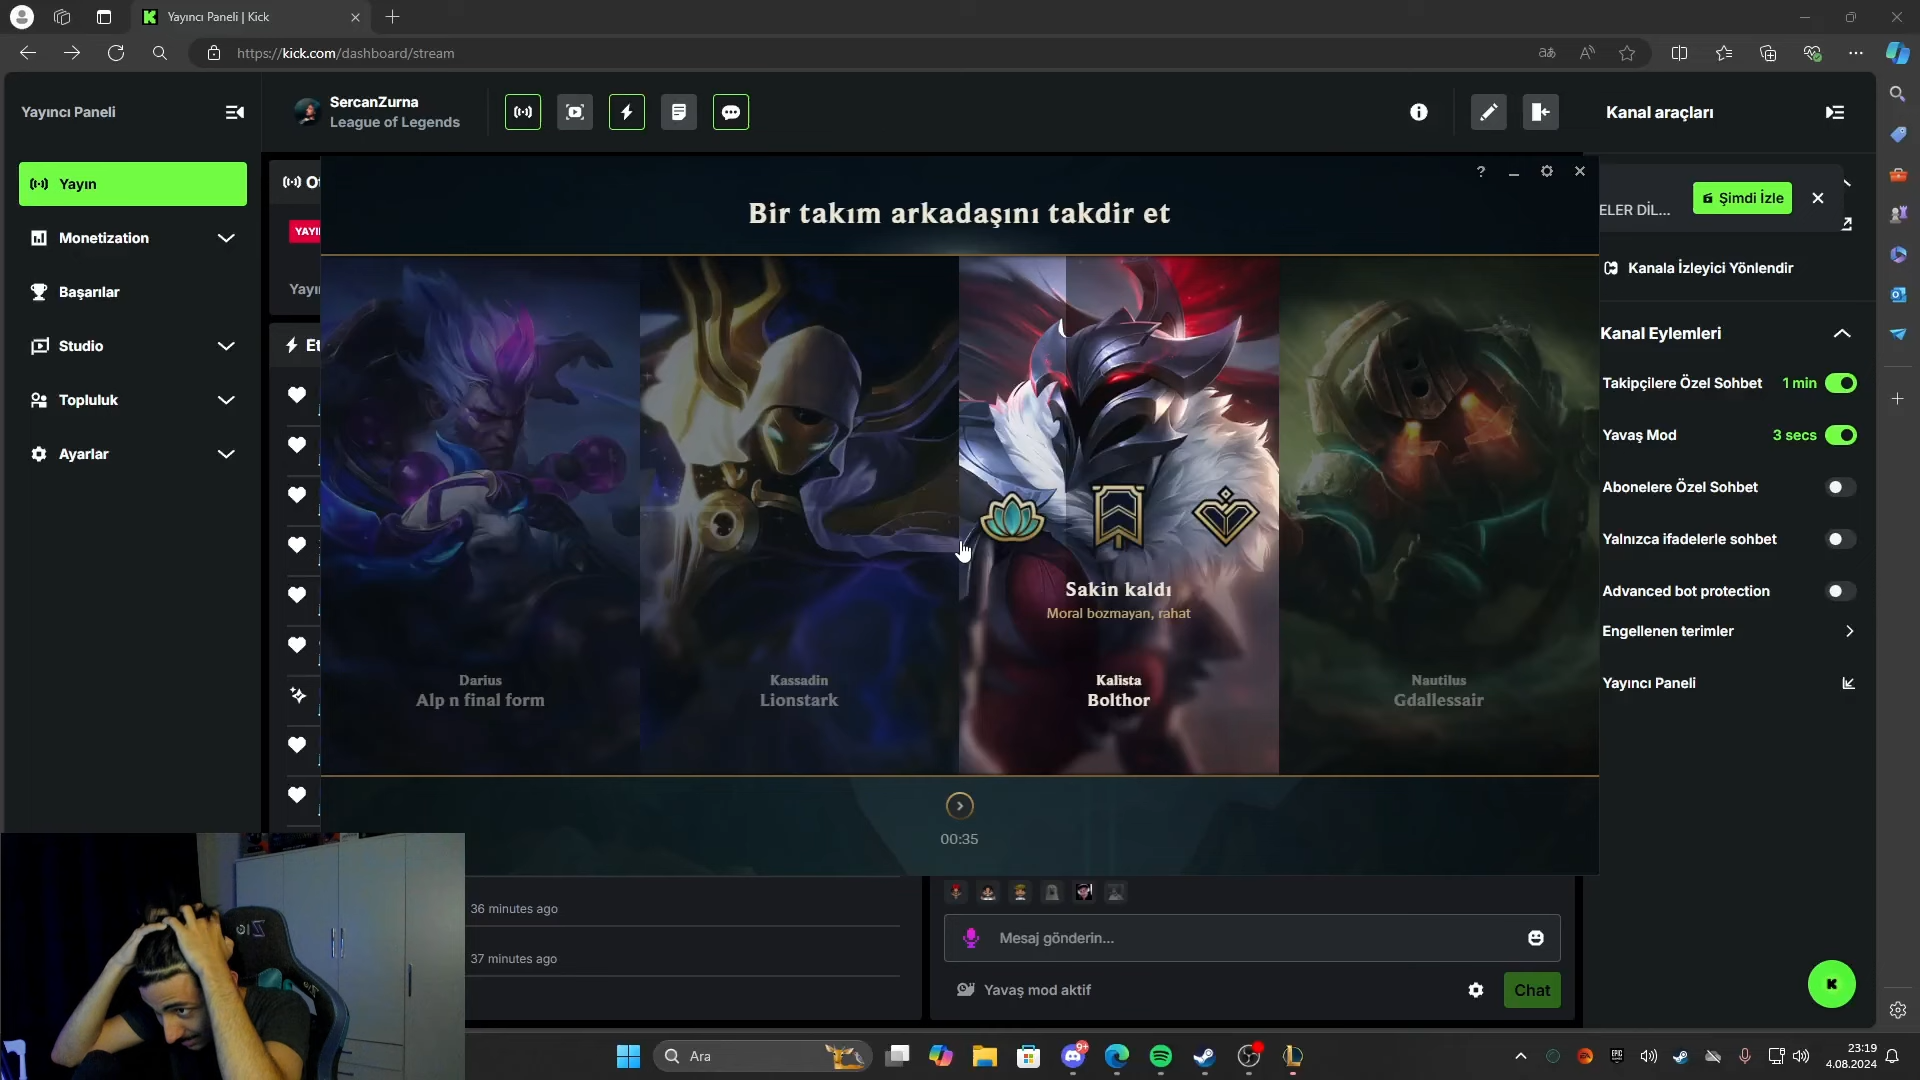 Yayıncı Paneli | Kick
https://kick.com/dashboard/stream
Yayıncı Paneli
SercanZurna
League of Legends
Kanal araçları
Yayın
Monetization
Başarılar
Studio
Topluluk
Ayarlar
Bir takım arkadaşını takdir et
ELER DİL...
Şimdi İzle
Kanala İzleyici Yönlendir
Kanal Eylemleri
Takipçilere Özel Sohbet 1 min
Yavaş Mod 3 secs
Abonelere Özel Sohbet
Yalnızca ifadelerle sohbet
Advanced bot protection
Engellenen terimler
Yayıncı Paneli
Sakin kaldı
Moral bozmayan, rahat
Darius
Alp n final form
Kassadin
Lionstark
Kalista
Bolthor
Nautilus
Gdallessair
00:35
36 minutes ago
37 minutes ago
Mesaj gönderin...
Yavaş mod aktif
Chat
Ara
9+
23:19
4.08.2024